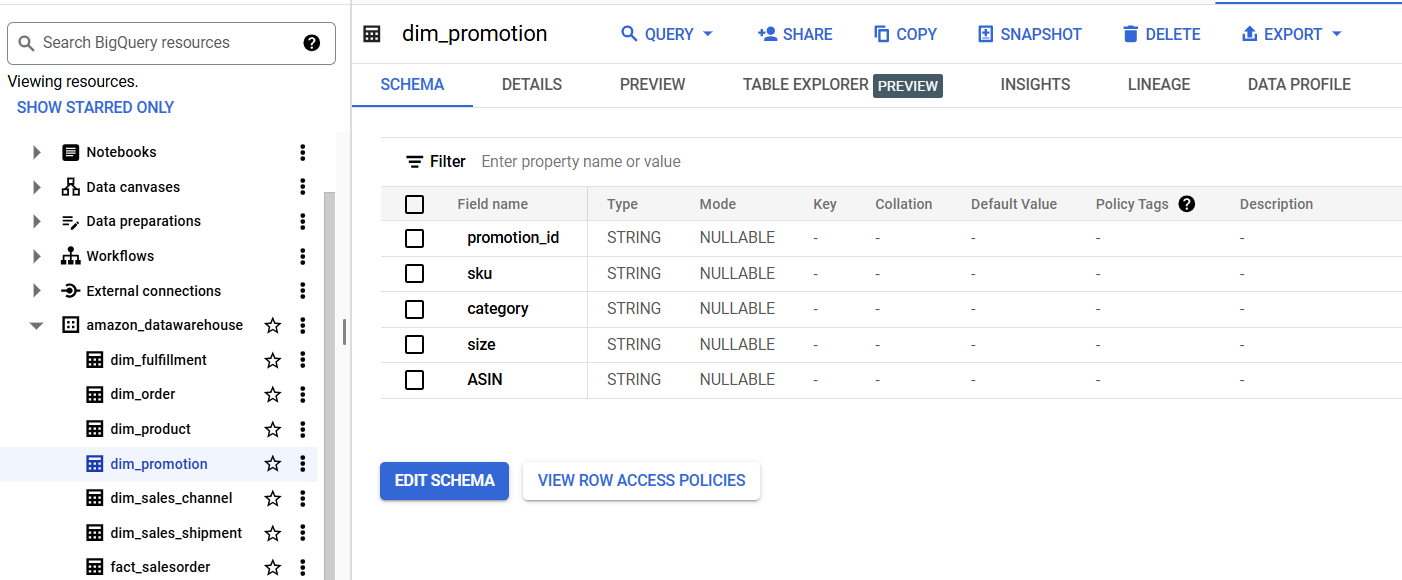 Search BigQuery resources ?
Viewing resources.
SHOW STARRED ONLY
Notebooks
Data canvases
Data preparations
Workflows
External connections
amazon_datawarehouse
dim_fulfillment
dim_order
dim_product
dim_promotion
dim_sales_channel
dim_sales_shipment
fact_salesorder
dim_promotion QUERY SHARE COPY SNAPSHOT DELETE EXPORT
SCHEMA DETAILS PREVIEW TABLE EXPLORER PREVIEW INSIGHTS LINEAGE DATA PROFILE
Filter Enter property name or value
Field name Type Mode Key Collation Default Value Policy Tags ? Description
promotion_id STRING NULLABLE - - - - -
sku STRING NULLABLE - - - - -
category STRING NULLABLE - - - - -
size STRING NULLABLE - - - - -
ASIN STRING NULLABLE - - - - -
EDIT SCHEMA VIEW ROW ACCESS POLICIES